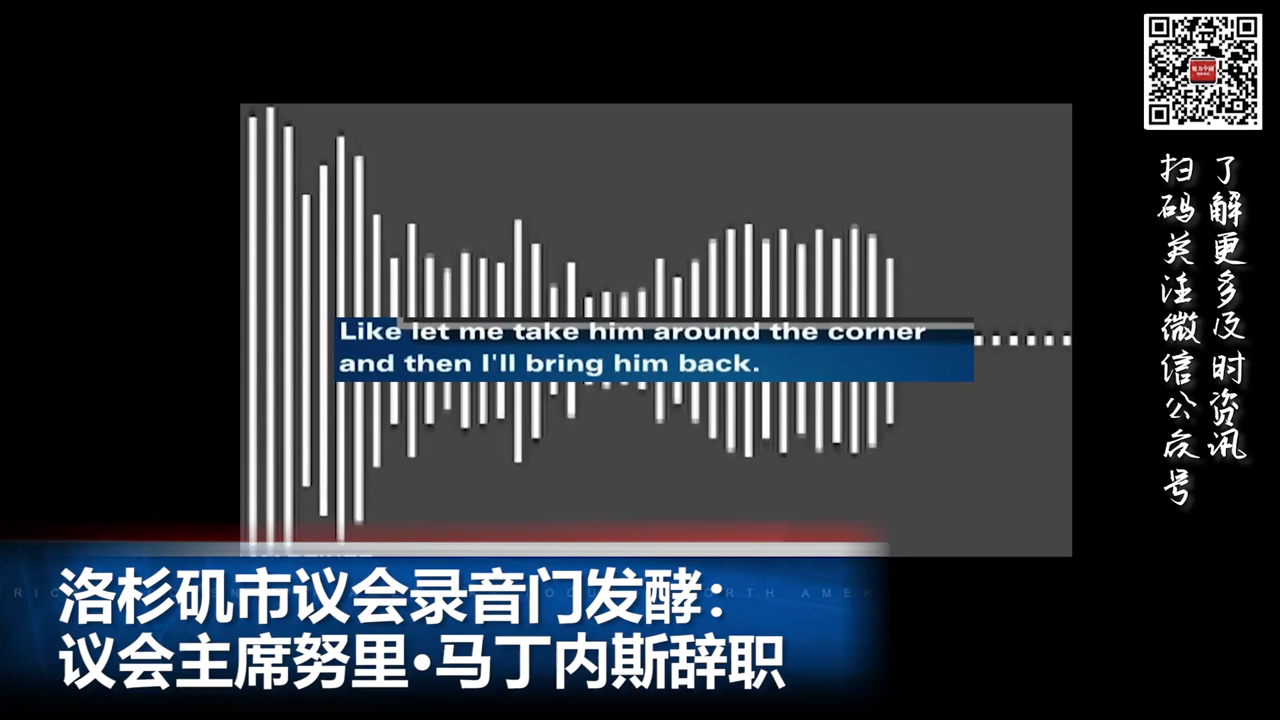 Like let me take him around the corner
and then I'll bring him back.
了解更多及时资讯
扫码关注微信公众号
洛杉矶市议会录音门发酵：
议会主席努里•马丁内斯辞职